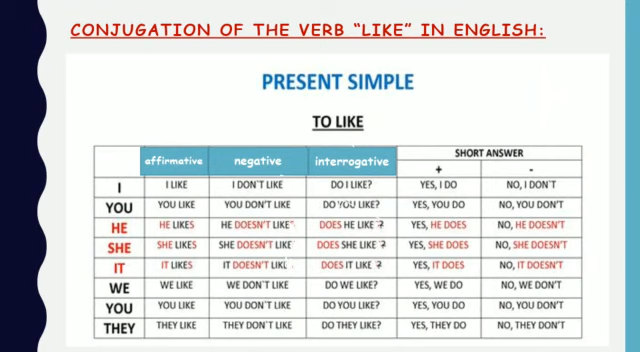 CONJUGATION OF THE VERB “LIKE” IN ENGLISH:
PRESENT SIMPLE
TO LIKE
affirmative negative interrogative SHORT ANSWER
+ -
I I LIKE I DON´T LIKE DO I LIKE? YES, I DO NO, I DON´T
YOU YOU LIKE YOU DON'T LIKE DO YOU LIKE? YES, YOU DO NO, YOU DON'T
HE HE LIKES HE DOESN'T LIKE DOES HE LIKE ? YES, HE DOES NO, HE DOESN'T
SHE SHE LIKES SHE DOESN'T LIKE DOES SHE LIKE ? YES, SHE DOES NO, SHE DOESN'T
IT IT LIKES IT DOESN'T LIKE DOES IT LIKE ? YES, IT DOES NO, IT DOESN'T
WE WE LIKE WE DON'T LIKE DO WE LIKE? YES, WE DO NO, WE DON'T
YOU YOU LIKE YOU DON´T LIKE DO YOU LIKE? YES, YOU DO NO, YOU DON'T
THEY THEY LIKE THEY DON´T LIKE DO THEY LIKE? YES, THEY DO NO, THEY DON'T